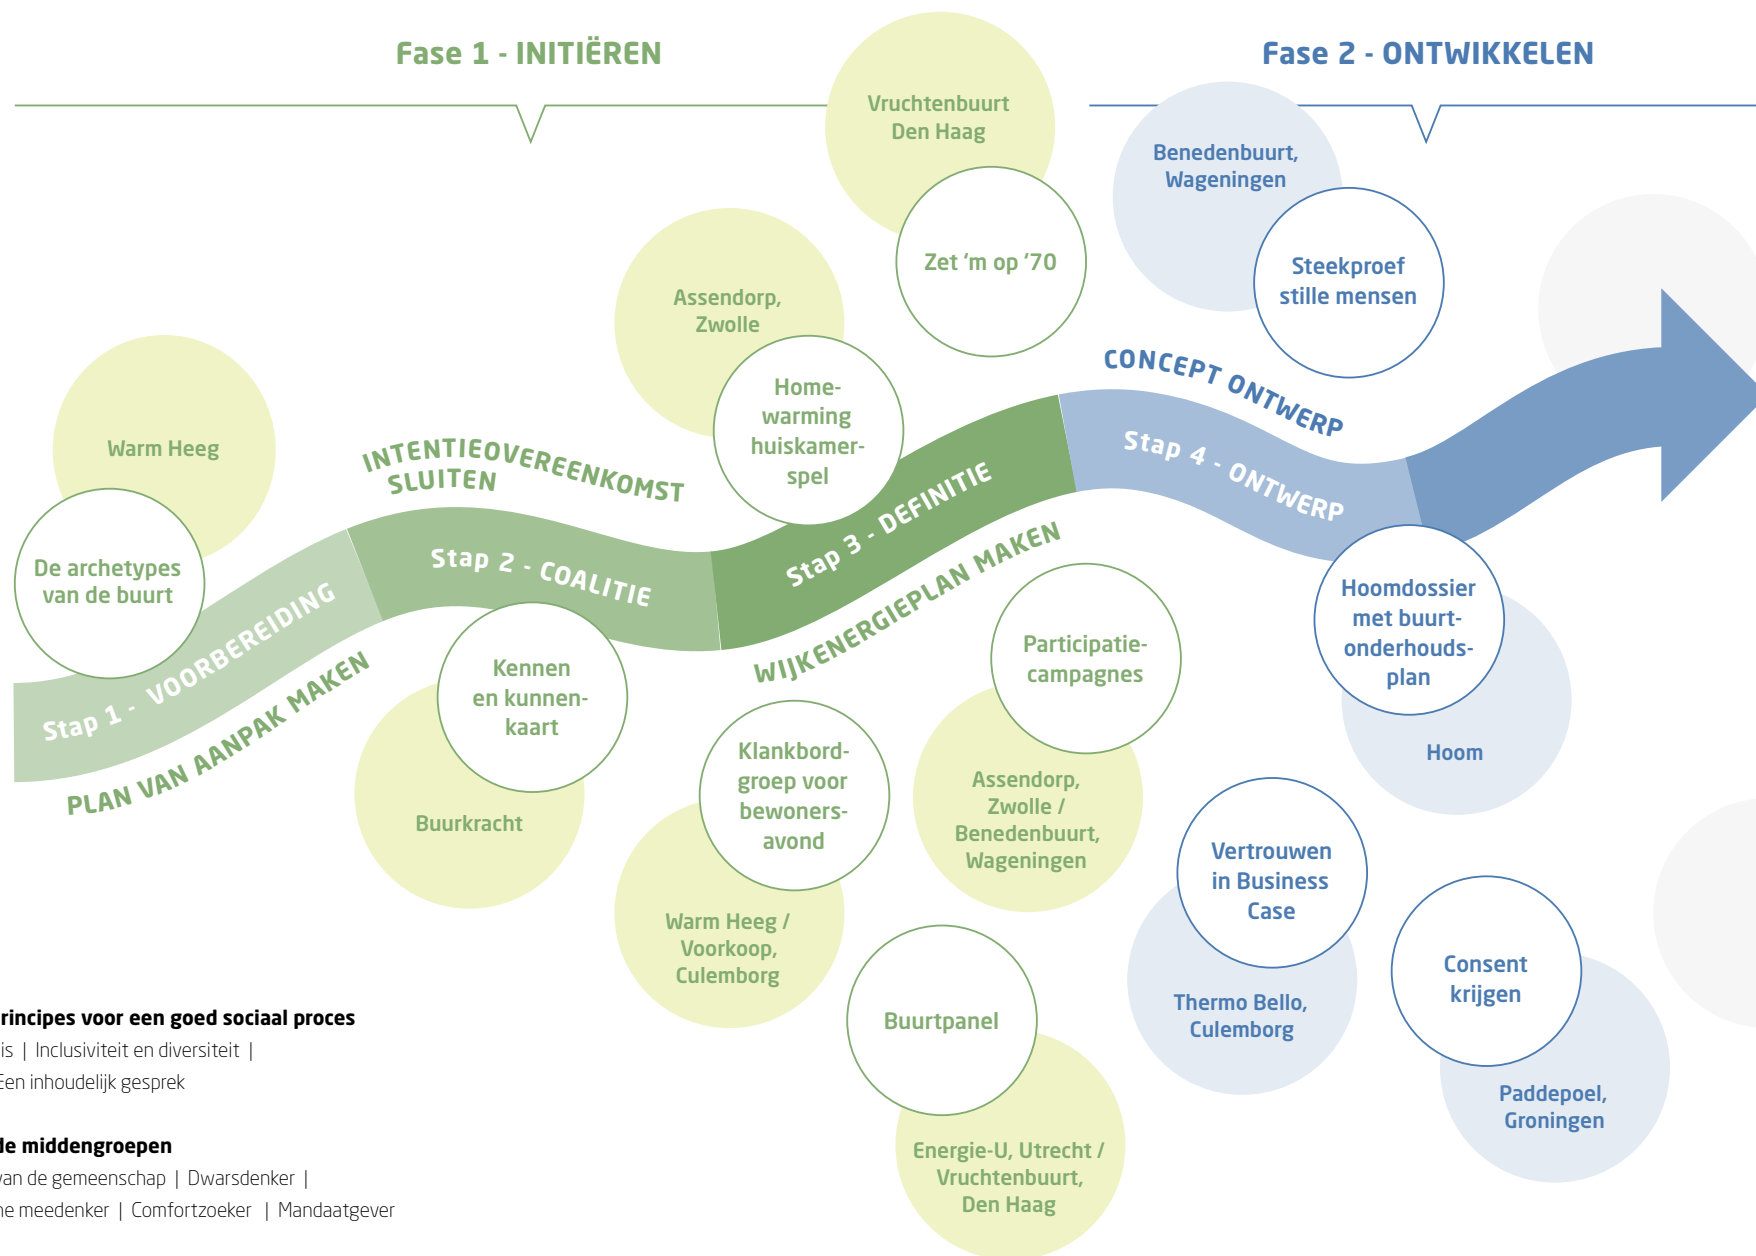 Fase 1 - INITIËREN
Fase 2 - ONTWIKKELEN
Vruchtenbuurt
Den Haag
Zet ‘m op ‘70
Benedenbuurt,
Wageningen
Steekproef
stille mensen
Assendorp,
Zwolle
Home-
warming
huiskamer-
spel
Warm Heeg
De archetypes
van de buurt
INTENTIEOVEREENKOMST
SLUITEN
CONCEPT ONTWERP
Stap 1 - VOORBEREIDING
Stap 2 - COALITIE
Stap 3 - DEFINITIE
Stap 4 - ONTWERP
PLAN VAN AANPAK MAKEN
WIJKENERGIEPLAN MAKEN
Kennen
en kunnen-
kaart
Buurkracht
Klankbord-
groep voor
bewoners-
avond
Warm Heeg /
Voorkoop,
Culemborg
Participatie-
campagnes
Assendorp,
Zwolle /
Benedenbuurt,
Wageningen
Hoomdossier
met buurt-
onderhouds-
plan
Hoom
Vertrouwen
in Business
Case
Thermo Bello,
Culemborg
Consent
krijgen
Paddepoel,
Groningen
Buurtpanel
Energie-U, Utrecht /
Vruchtenbuurt,
Den Haag
rincipes voor een goed sociaal proces
is | Inclusiviteit en diversiteit |
Een inhoudelijk gesprek
de middengroepen
van de gemeenschap | Dwarsdenker |
ne meedenker | Comfortzoeker | Mandaatgever